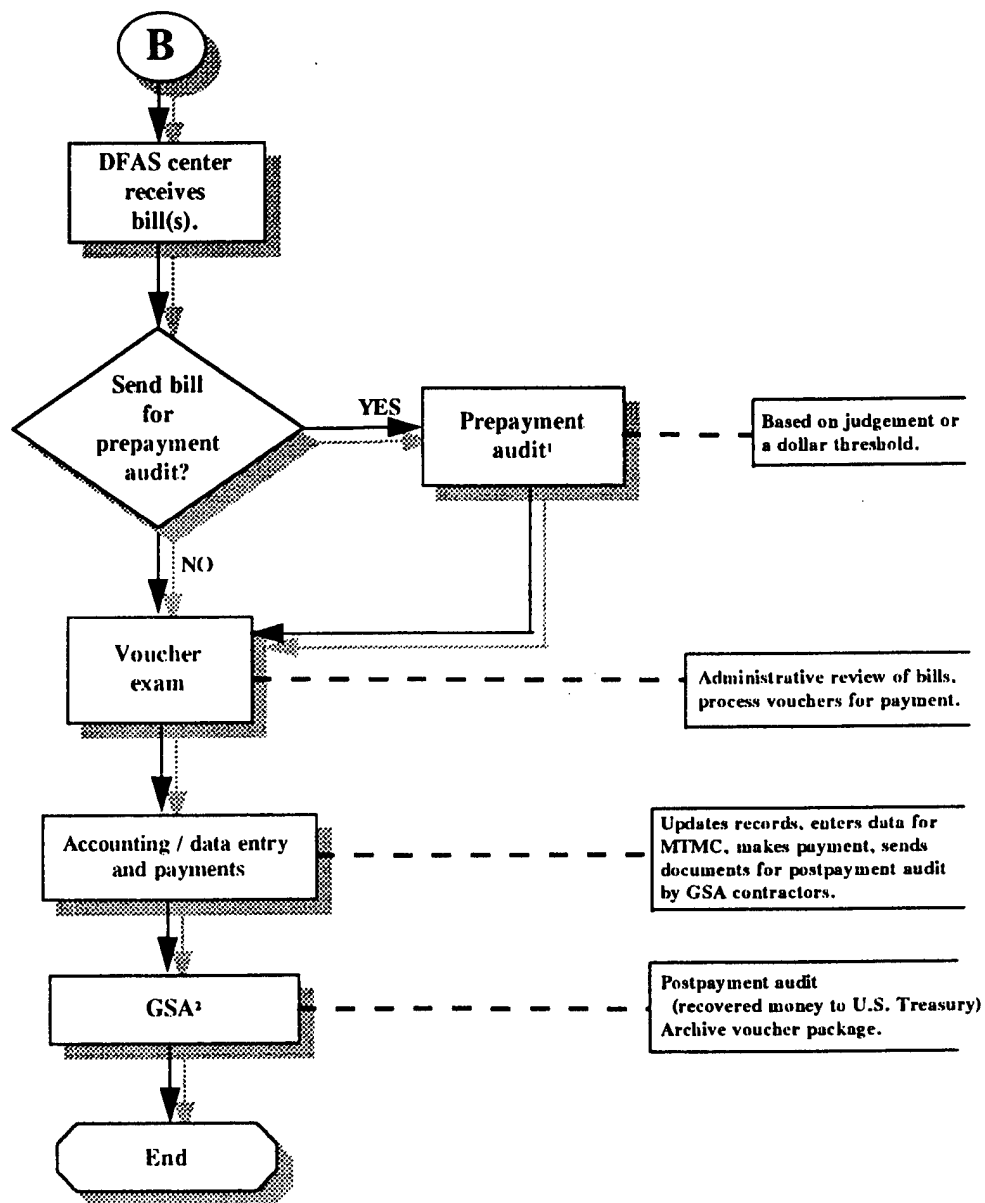 B
DFAS center
receives
bill(s).
Send bill
for
prepayment
audit?
YES
Prepayment
audit¹
Based on judgement or
a dollar threshold.
NO
Voucher
exam
Administrative review of bills,
process vouchers for payment.
Accounting / data entry
and payments
Updates records, enters data for
MTMC, makes payment, sends
documents for postpayment audit
by GSA contractors.
GSA²
Postpayment audit
(recovered money to U.S. Treasury)
Archive voucher package.
End